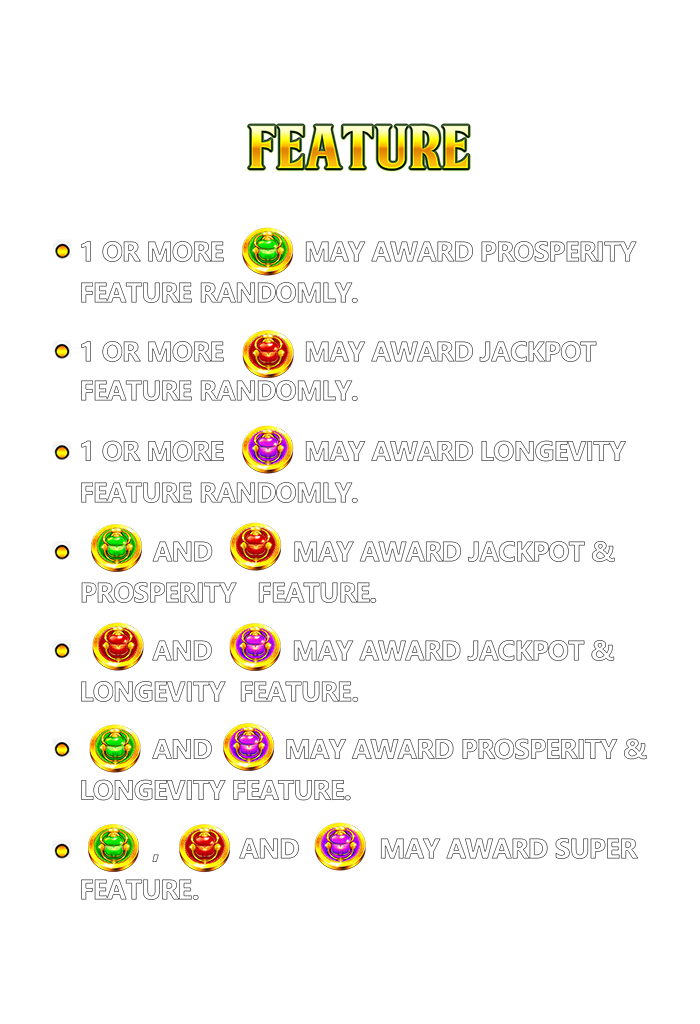 FEATURE
1 OR MORE MAY AWARD PROSPERITY
FEATURE RANDOMLY.
1 OR MORE MAY AWARD JACKPOT
FEATURE RANDOMLY.
1 OR MORE MAY AWARD LONGEVITY
FEATURE RANDOMLY.
AND MAY AWARD JACKPOT &
PROSPERITY FEATURE.
AND MAY AWARD JACKPOT &
LONGEVITY FEATURE.
AND MAY AWARD PROSPERITY &
LONGEVITY FEATURE.
, AND MAY AWARD SUPER
FEATURE.